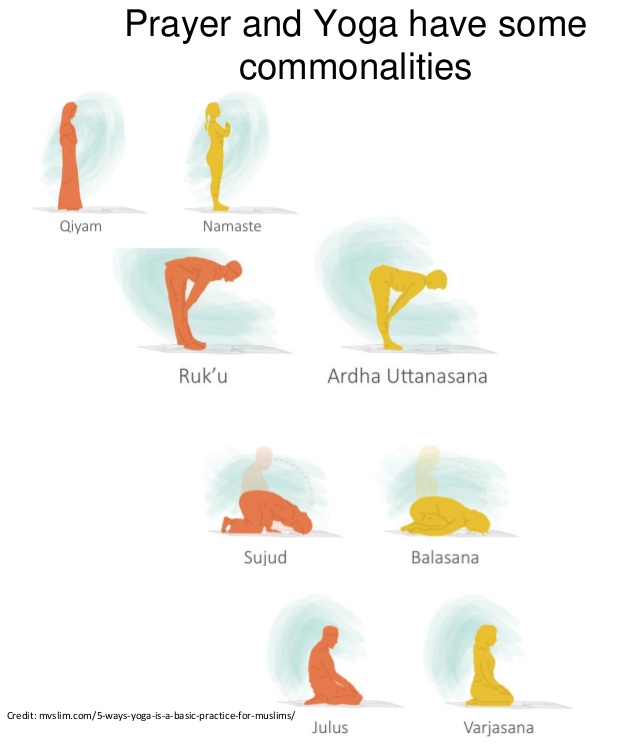 Prayer and Yoga have some
commonalities
Qiyam
Namaste
Ruk’u
Ardha Uttanasana
Sujud
Balasana
Credit: mvslim.com/5-ways-yoga-is-a-basic-practice-for-muslims/
Julus
Varjasana